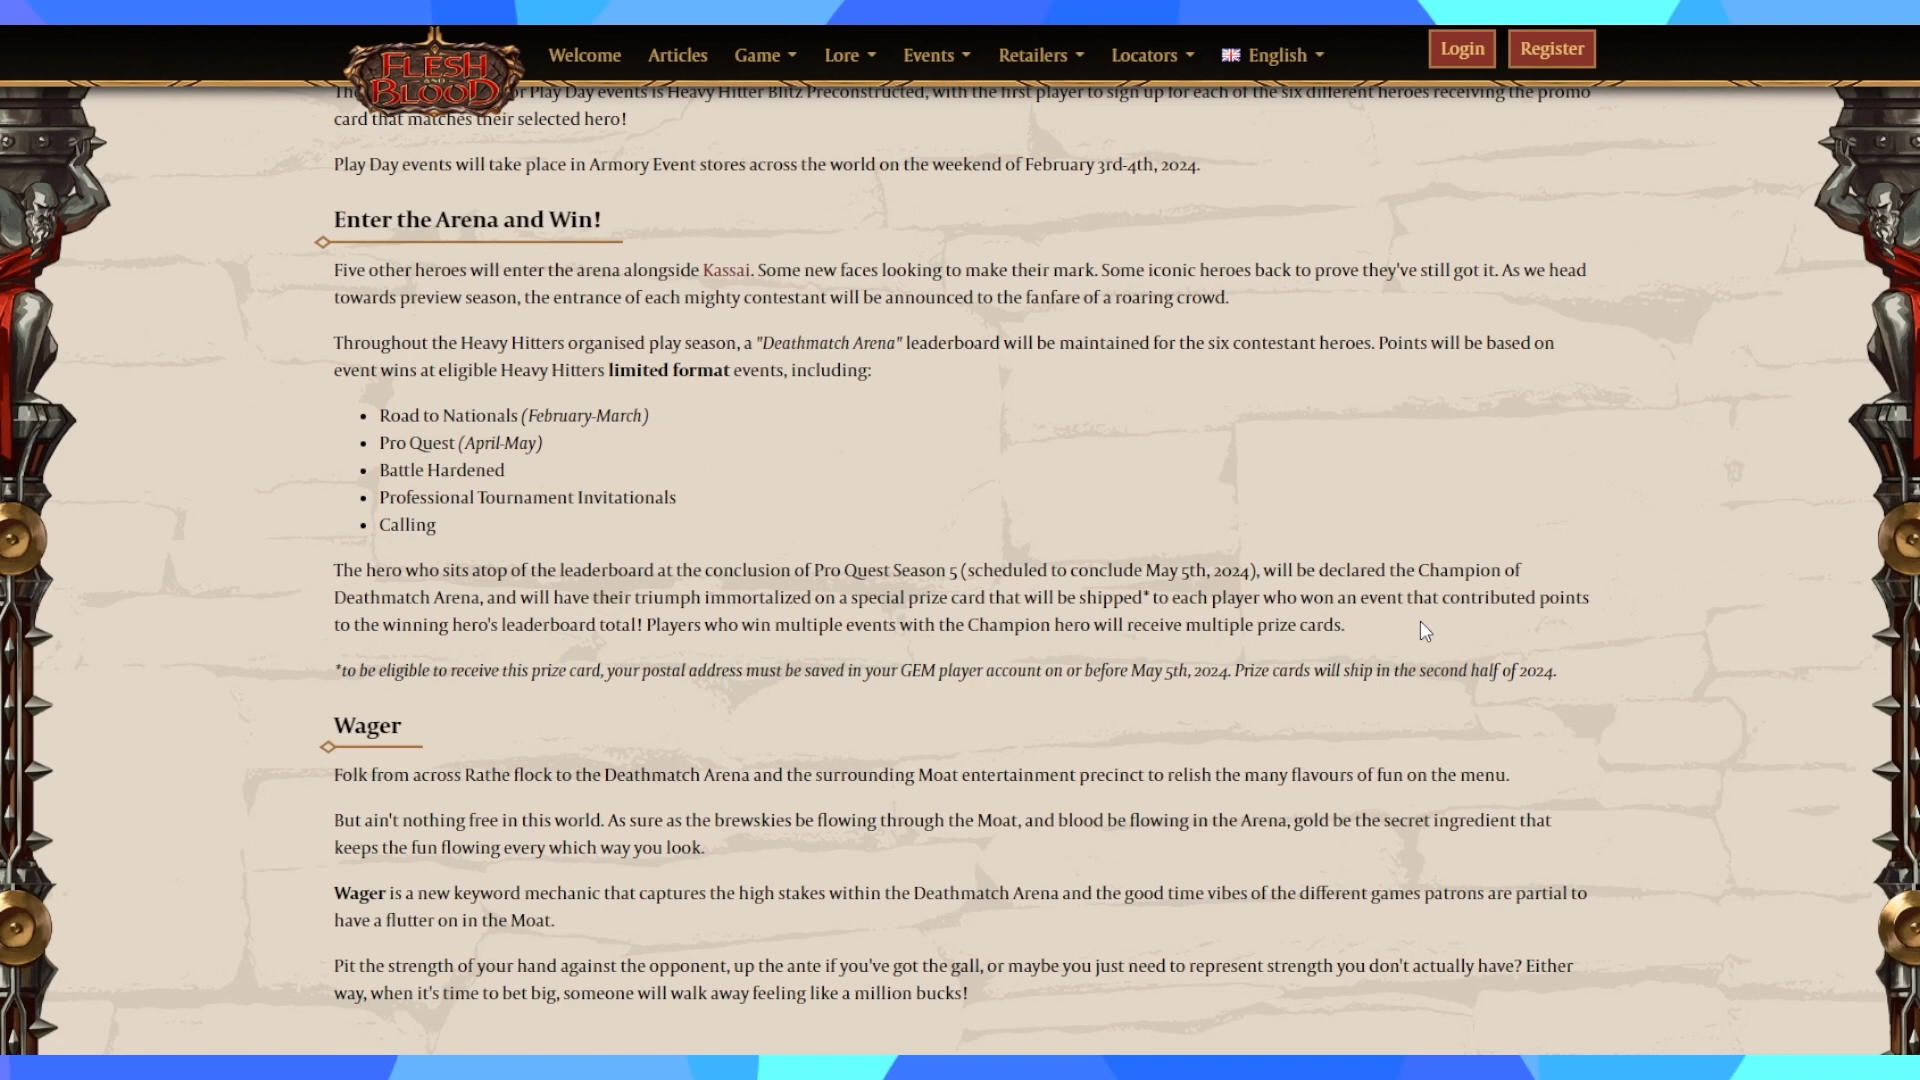 FLESH AND BLOOD
Welcome Articles Game Lore Events Retailers Locators English Login Register
or Play Day events is Heavy Hitter Blitz Preconstructed, with the first player to sign up for each of the six different heroes receiving the promo
card that matches their selected hero!
Play Day events will take place in Armory Event stores across the world on the weekend of February 3rd-4th, 2024.
Enter the Arena and Win!
Five other heroes will enter the arena alongside Kassai. Some new faces looking to make their mark. Some iconic heroes back to prove they've still got it. As we head
towards preview season, the entrance of each mighty contestant will be announced to the fanfare of a roaring crowd.
Throughout the Heavy Hitters organised play season, a "Deathmatch Arena" leaderboard will be maintained for the six contestant heroes. Points will be based on
event wins at eligible Heavy Hitters limited format events, including:
• Road to Nationals (February-March)
• Pro Quest (April-May)
• Battle Hardened
• Professional Tournament Invitationals
• Calling
The hero who sits atop of the leaderboard at the conclusion of Pro Quest Season 5 (scheduled to conclude May 5th, 2024), will be declared the Champion of
Deathmatch Arena, and will have their triumph immortalized on a special prize card that will be shipped* to each player who won an event that contributed points
to the winning hero's leaderboard total! Players who win multiple events with the Champion hero will receive multiple prize cards.
*to be eligible to receive this prize card, your postal address must be saved in your GEM player account on or before May 5th, 2024. Prize cards will ship in the second half of 2024.
Wager
Folk from across Rathe flock to the Deathmatch Arena and the surrounding Moat entertainment precinct to relish the many flavours of fun on the menu.
But ain't nothing free in this world. As sure as the brewskies be flowing through the Moat, and blood be flowing in the Arena, gold be the secret ingredient that
keeps the fun flowing every which way you look.
Wager is a new keyword mechanic that captures the high stakes within the Deathmatch Arena and the good time vibes of the different games patrons are partial to
have a flutter on in the Moat.
Pit the strength of your hand against the opponent, up the ante if you've got the gall, or maybe you just need to represent strength you don't actually have? Either
way, when it's time to bet big, someone will walk away feeling like a million bucks!